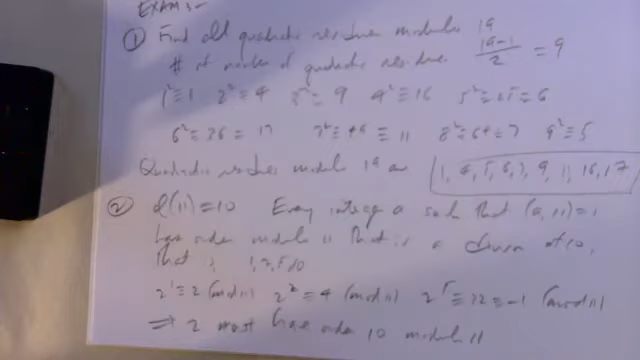 EXAM 3
① Find all quadratic residues modulo 19
# of number of quadratic residue (19-1)/2 = 9
1² ≡ 1 2² ≡ 4 3² ≡ 9 4² ≡ 16 5² ≡ 25 ≡ 6
6² ≡ 36 ≡ 17 7² ≡ 49 ≡ 11 8² ≡ 64 ≡ 7 9² ≡ 5
Quadratic residues modulo 19 are 1, 4, 5, 6, 7, 9, 11, 16, 17
② φ(11) = 10 Every integer a such that (a, 11) = 1
has order modulo 11 that is a divisor of 10,
that is 1, 2, 5, 10
2¹ ≡ 2 (mod 11) 2² ≡ 4 (mod 11) 2⁵ ≡ 32 ≡ -1 (mod 11)
⇒ 2 must have order 10 modulo 11